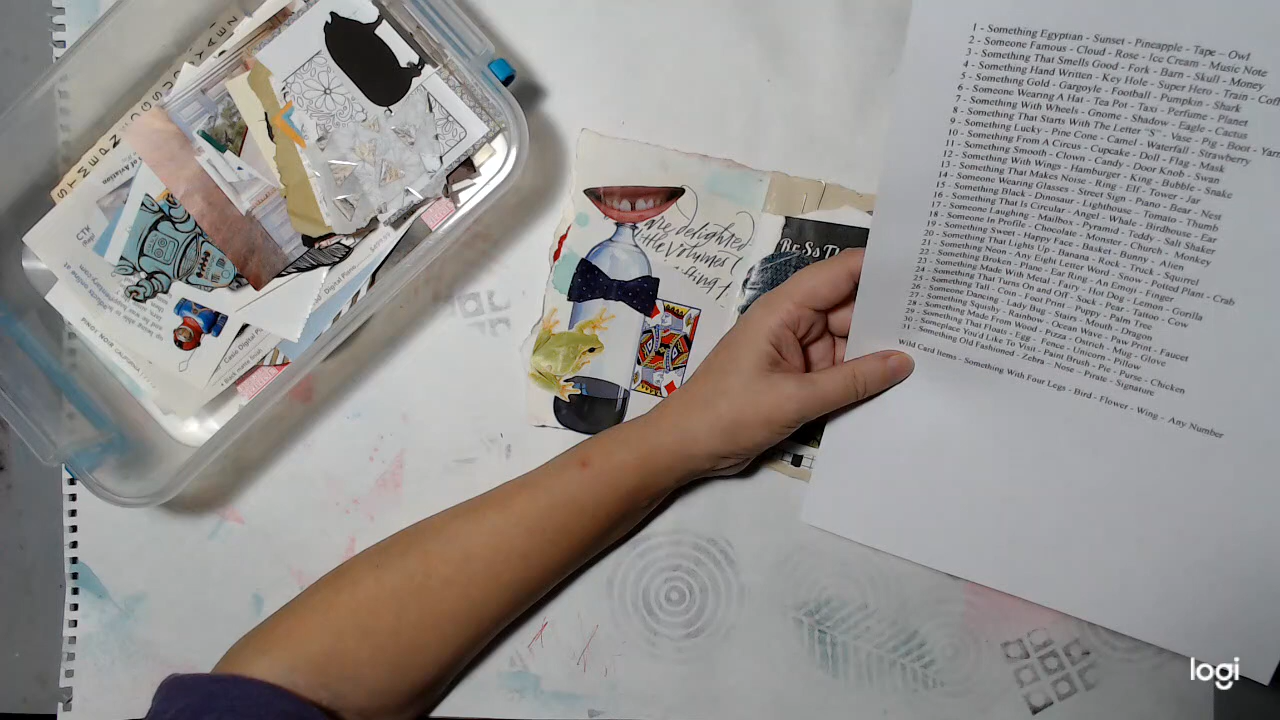 1 - Something Egyptian - Sunset - Pineapple - Tape – Owl
2 - Someone Famous - Cloud - Rose - Ice Cream - Music Note
3 - Something That Smells Good - Fork - Barn - Skull - Money
4 - Something Hand Written - Key Hole - Super Hero - Train - Coff
5 - Something Gold - Gargoyle - Football - Pumpkin - Shark
6 - Someone Wearing A Hat - Tea Pot - Taxi - Perfume - Planet
7 - Something With Wheels - Gnome - Shadow - Eagle - Cactus
8 - Something That Starts With The Letter "S" - Vase - Pig - Boot - Yarn
9 - Something Lucky - Pine Cone - Camel - Waterfall - Strawberry
10 - Something From A Circus - Cupcake - Doll - Flag - Mask
11 - Something Smooth - Clown - Candy - Door Knob - Swan
12 - Something With Wings - Hamburger - King - Bubble - Snake
13 - Something That Makes Noise - Ring - Elf - Tower - Jar
14 - Someone Wearing Glasses - Street Sign - Piano - Bear - Nest
15 - Something Black - Dinosaur - Lighthouse - Tomato - Thumb
16 - Something That Is Circular - Angel - Whale - Birdhouse - Ear
17 - Someone Laughing - Mailbox - Pyramid - Teddy - Salt Shaker
18 - Someone In Profile - Chocolate - Monster - Church - Monkey
19 - Something Sweet - Happy Face - Basket - Bunny - Alien
20 - Something That Lights Up - Banana - Rock - Truck - Squirrel
21 - Something Neon - Any Eight Letter Word - Snow - Potted Plant - Crab
22 - Something Broken - Plane - Ear Ring - An Emoji - Finger
23 - Something Made With Metal - Fairy - Hot Dog - Lemon
24 - Something That Turns On and Off - Sock - Pear - Tattoo - Cow
25 - Something Tall - Coin - Foot Print - Puppy - Palm Tree
Someone Dancing - Lady Bug - Stairs - Mouth - Dragon
Something Squishy - Rainbow - Ocean Wave - Paw Print - Faucet
Something Made From Wood - Pizza - Ostrich - Mug - Glove
Something That Floats - Egg - Fence - Unicorn - Pillow
30 - Someplace You'd Like To Visit - Paint Brush - Pie - Purse - Chicken
31 - Something Old Fashioned - Zebra - Nose - Pirate - Signature
Wild Card Items - Something With Four Legs - Bird - Flower - Wing - Any Number
delighted
the volumes
of Aviation
CTK
Casio Digital Piano
logi